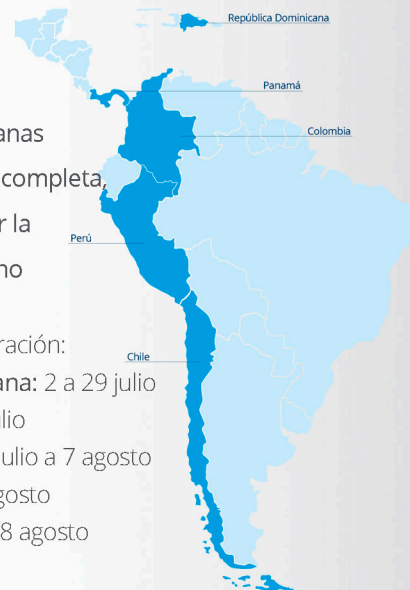 República Dominicana
Panamá
Colombia
anas
completa,
r la
Perú
no
ración:
Chile
ana: 2 a 29 julio
lio
ulio a 7 agosto
gosto
8 agosto